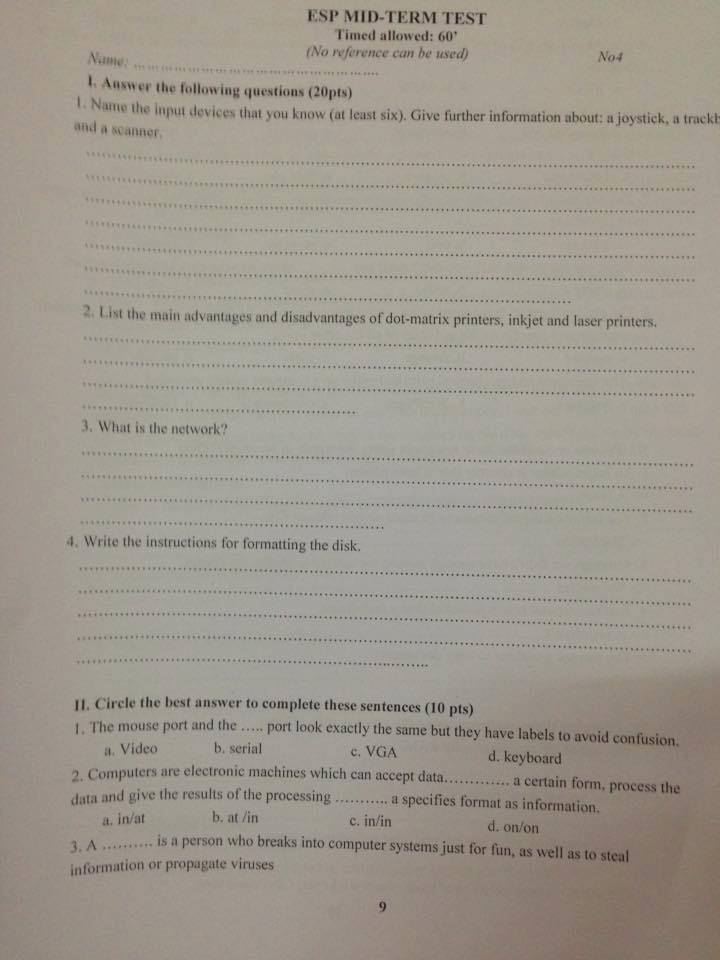 ESP MID-TERM TEST
Timed allowed: 60'
(No reference can be used)
No4
Name: ................................................
I. Answer the following questions (20pts)
1. Name the input devices that you know (at least six). Give further information about: a joystick, a
and a scanner.
2. List the main advantages and disadvantages of dot-matrix printers, inkjet and laser printers.
3. What is the network?
4. Write the instructions for formatting the disk.
II. Circle the best answer to complete these sentences (10 pts)
1. The mouse port and the ….. port look exactly the same but they have labels to avoid confusion.
a. Video b. serial c. VGA d. keyboard
2. Computers are electronic machines which can accept data…………. a certain form, process the
data and give the results of the processing ……….. a specifies format as information.
a. in/at b. at /in c. in/in d. on/on
3. A ………. is a person who breaks into computer systems just for fun, as well as to steal
information or propagate viruses
9